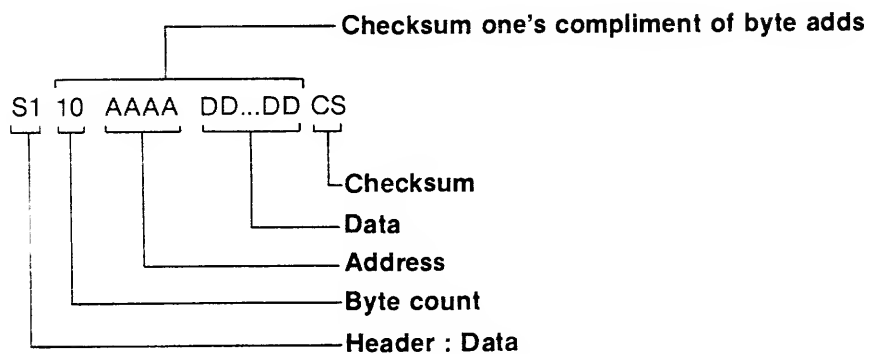 Checksum one's compliment of byte adds
S1 10 AAAA DD...DD CS
Checksum
Data
Address
Byte count
Header : Data